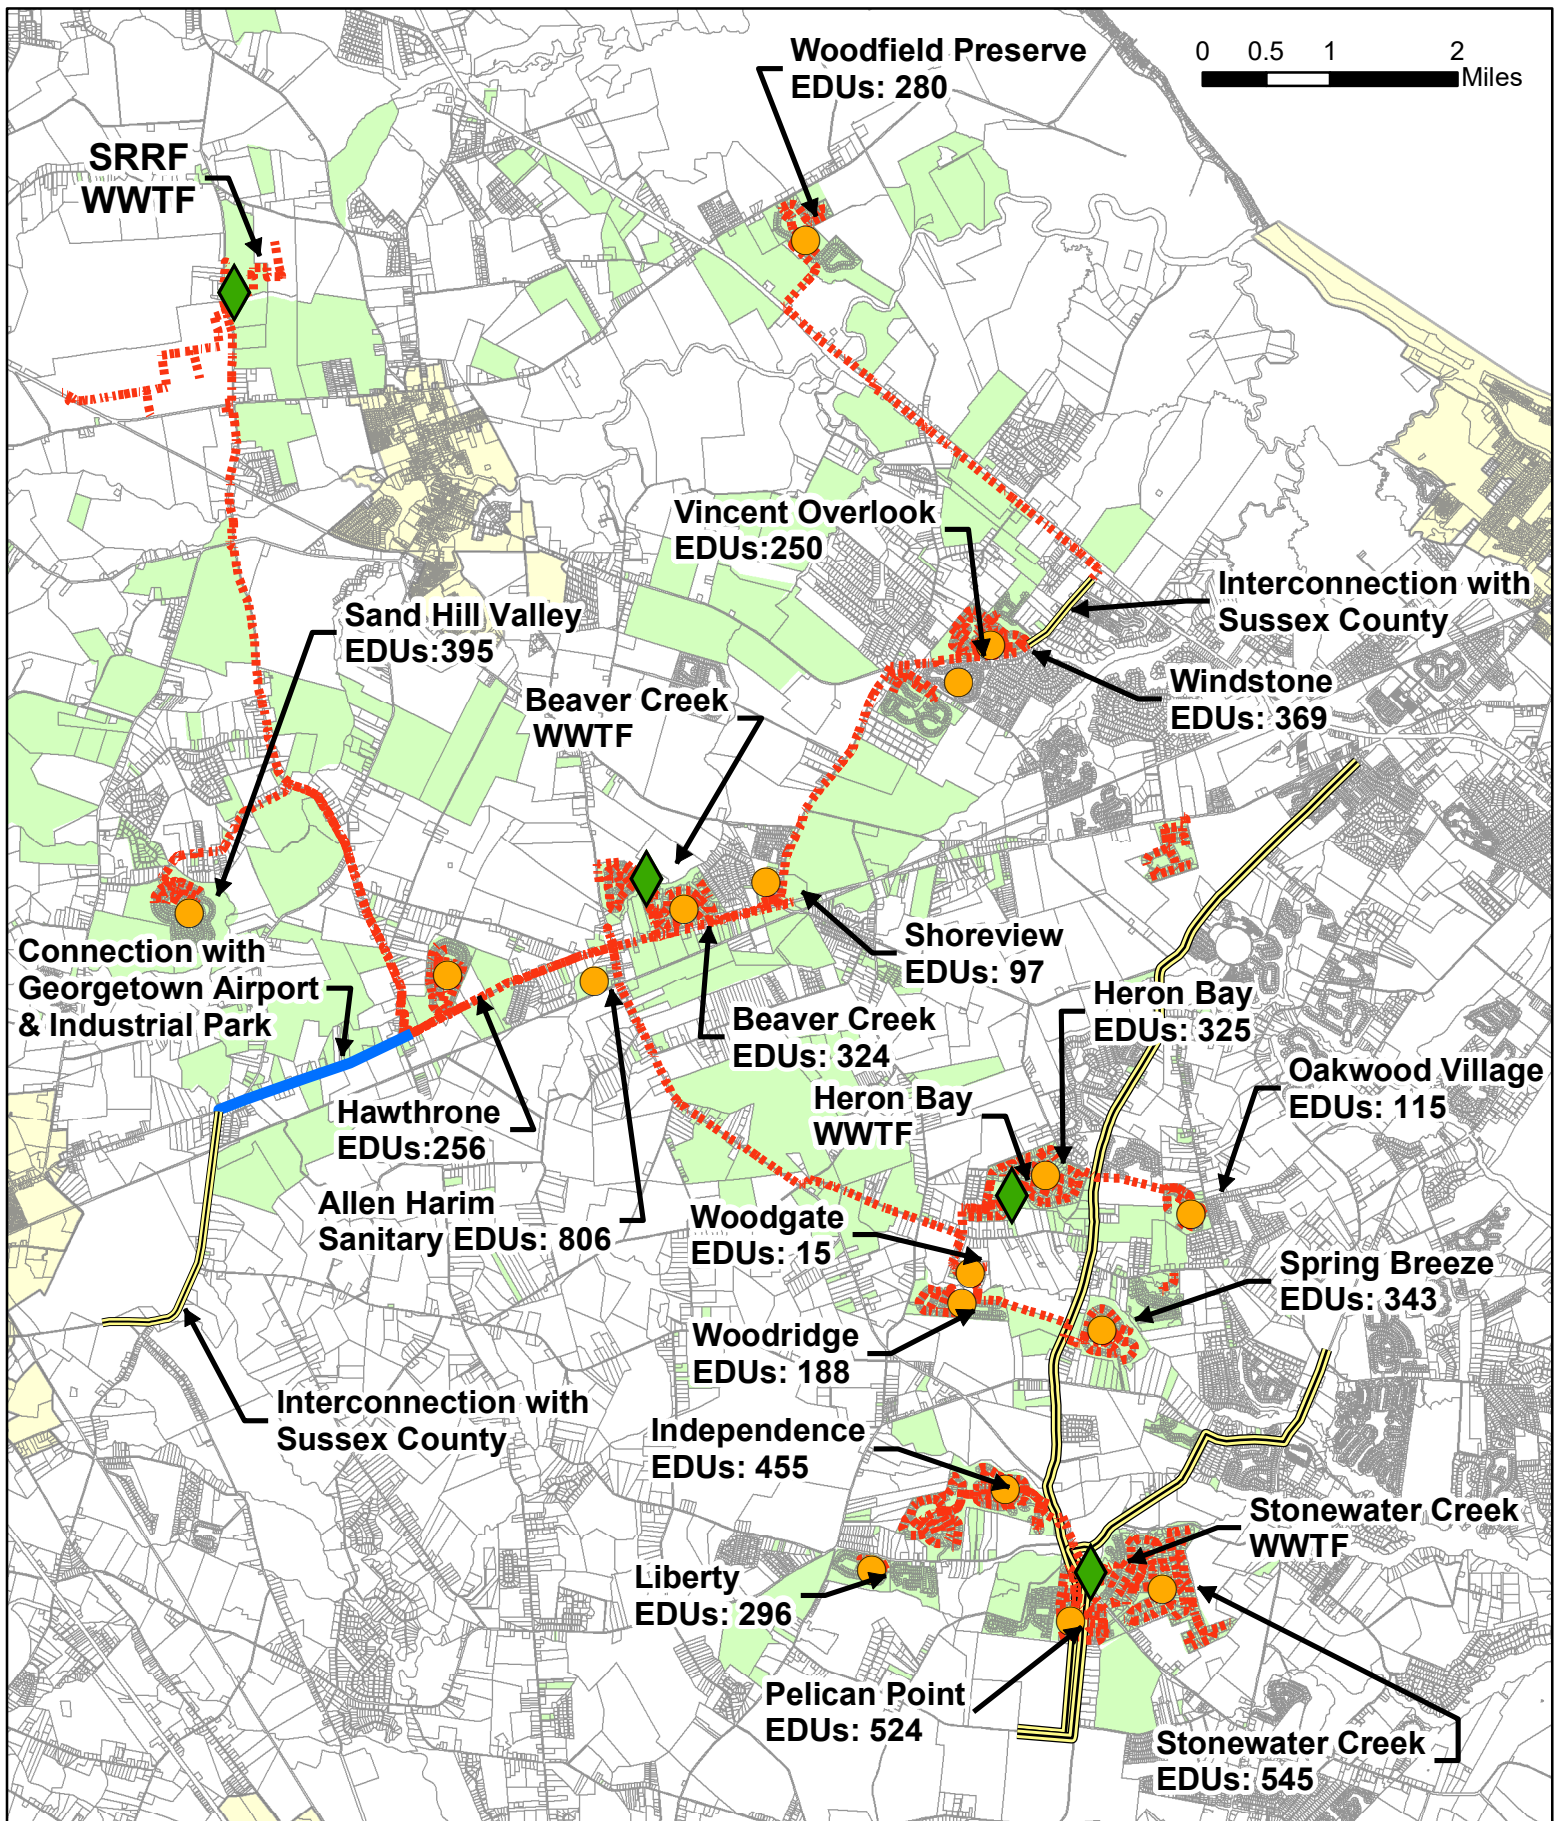 Woodfield Preserve
EDUs: 280
0 0.5 1 2
Miles
SRRF
WWTF
Vincent Overlook
EDUs:250
Interconnection with
Sussex County
Sand Hill Valley
EDUs:395
Windstone
EDUs: 369
Beaver Creek
WWTF
Connection with
Georgetown Airport
& Industrial Park
Shoreview
EDUs: 97
Beaver Creek
EDUs: 324
Heron Bay
EDUs: 325
Oakwood Village
EDUs: 115
Hawthrone
EDUs:256
Heron Bay
WWTF
Allen Harim
Sanitary EDUs: 806
Woodgate
EDUs: 15
Spring Breeze
EDUs: 343
Woodridge
EDUs: 188
Interconnection with
Sussex County
Independence
EDUs: 455
Stonewater Creek
WWTF
Liberty
EDUs: 296
Pelican Point
EDUs: 524
Stonewater Creek
EDUs: 545